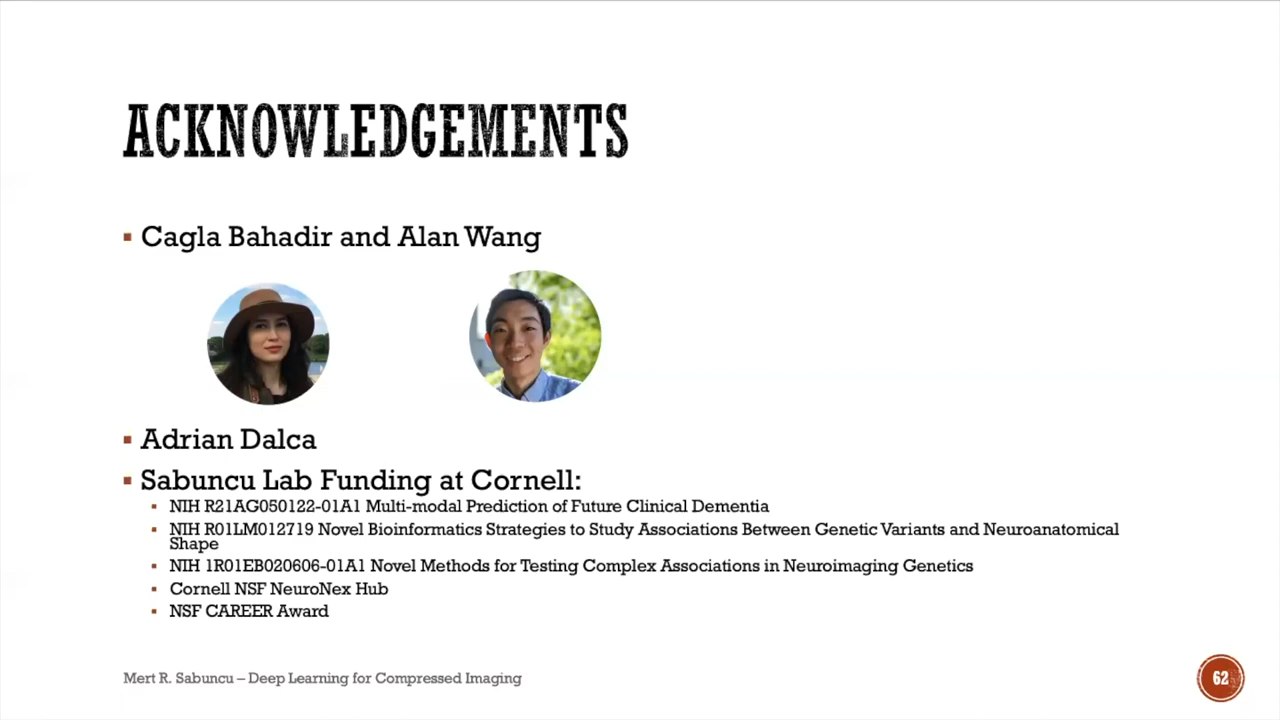 ACKNOWLEDGEMENTS
▪ Cagla Bahadir and Alan Wang
▪ Adrian Dalca
▪ Sabuncu Lab Funding at Cornell:
▪ NIH R21AG050122-01A1 Multi-modal Prediction of Future Clinical Dementia
▪ NIH R01LM012719 Novel Bioinformatics Strategies to Study Associations Between Genetic Variants and Neuroanatomical
Shape
▪ NIH 1R01EB020606-01A1 Novel Methods for Testing Complex Associations in Neuroimaging Genetics
▪ Cornell NSF NeuroNex Hub
▪ NSF CAREER Award
Mert R. Sabuncu – Deep Learning for Compressed Imaging
62